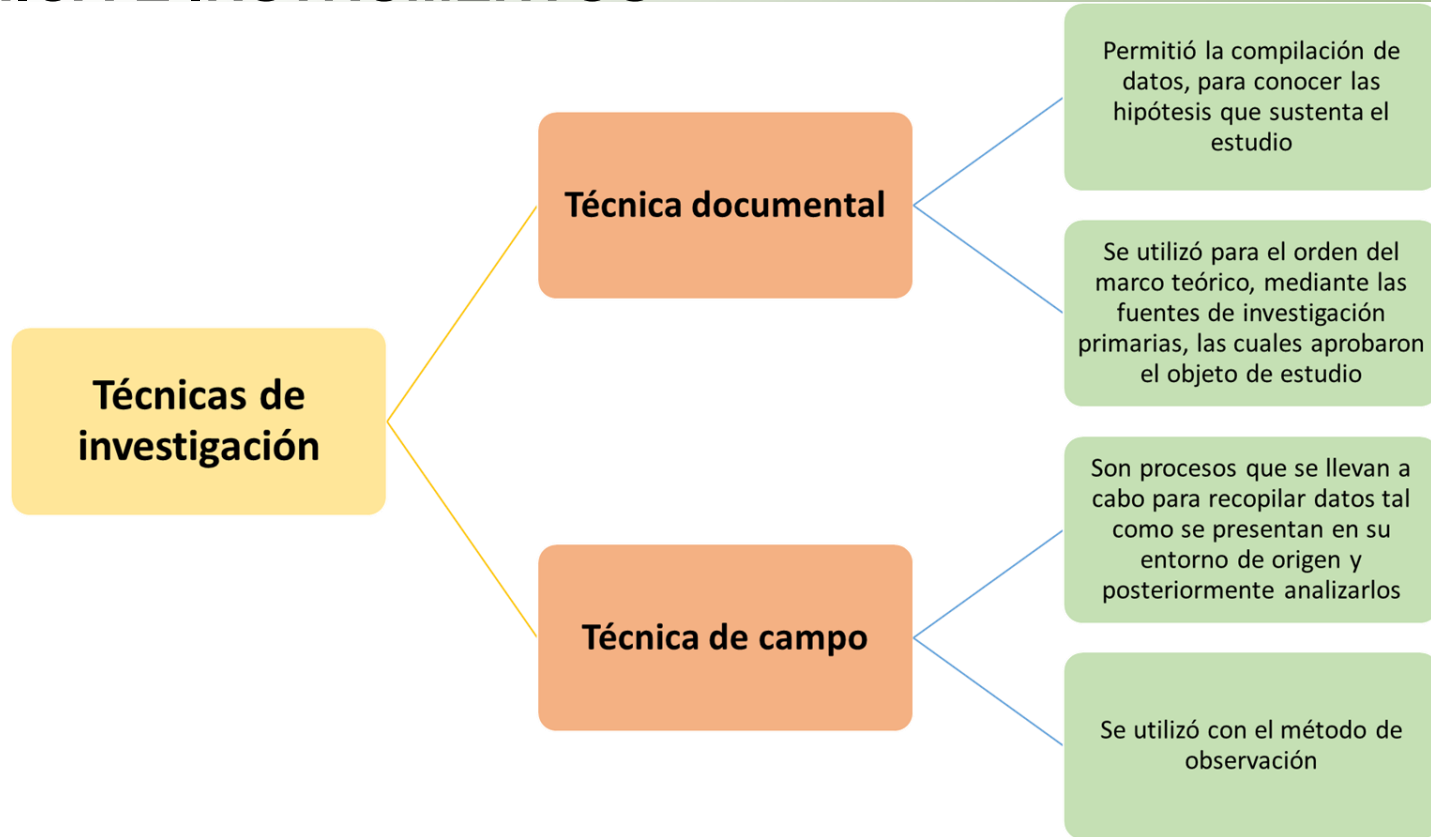 Técnicas de
investigación
Técnica documental
Permitió la compilación de
datos, para conocer las
hipótesis que sustenta el
estudio
Se utilizó para el orden del
marco teórico, mediante las
fuentes de investigación
primarias, las cuales aprobaron
el objeto de estudio
Técnica de campo
Son procesos que se llevan a
cabo para recopilar datos tal
como se presentan en su
entorno de origen y
posteriormente analizarlos
Se utilizó con el método de
observación